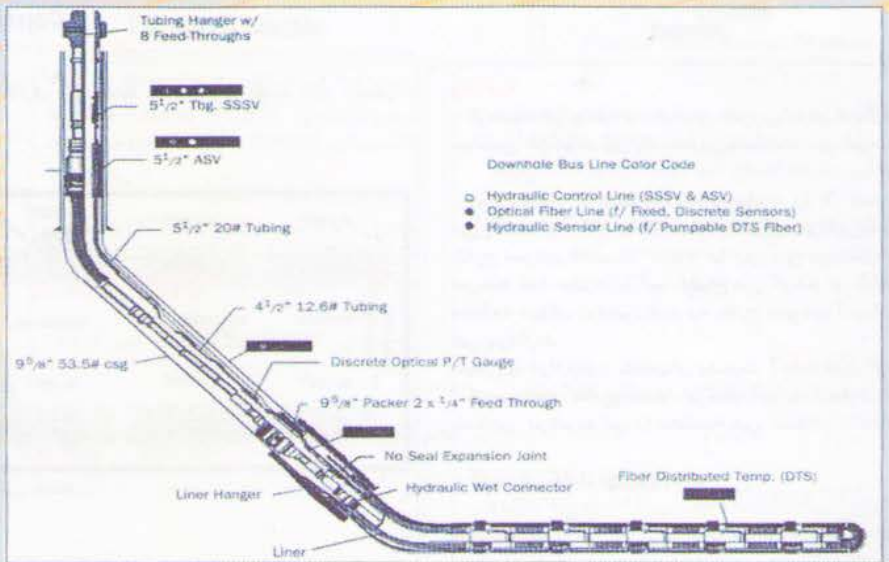 Tubing Hanger w/
8 Feed-Throughs
5 1/2" Tbg. SSSV
5 1/2" ASV
Downhole Bus Line Color Code
Hydraulic Control Line (SSSV & ASV)
Optical Fiber Line (f/ Fixed, Discrete Sensors)
Hydraulic Sensor Line (f/ Pumpable DTS Fiber)
5 1/2" 20# Tubing
4 1/2" 12.6# Tubing
9 5/8" 53.5# csg
Discrete Optical P/T Gauge
9 5/8" Packer 2 x 1/4" Feed Through
No Seal Expansion Joint
Fiber Distributed Temp. (DTS)
Liner Hanger
Hydraulic Wet Connector
Liner